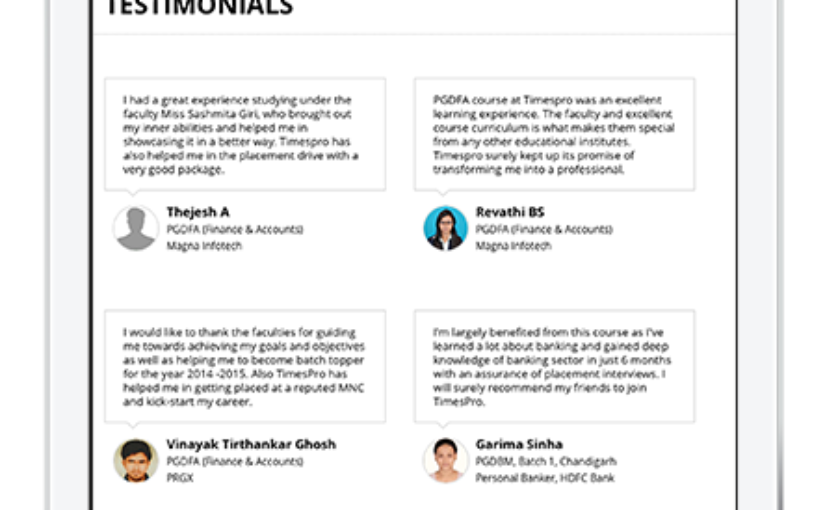 TESTIMONIALS
I had a great experience studying under the
faculty Miss Sashmita Giri, who brought out
my inner abilities and helped me in
showcasing it in a better way. Timespro has
also helped me in the placement drive with a
very good package.
Thejesh A
PGDFA (Finance & Accounts)
Magna Infotech
PGDFA course at Timespro was an excellent
learning experience. The faculty and excellent
course curriculum is what makes them special
from any other educational institutes.
Timespro surely kept up its promise of
transforming me into a professional.
Revathi BS
PGDFA (Finance & Accounts)
Magna Infotech
I would like to thank the faculties for guiding
me towards achieving my goals and objectives
as well as helping me to become batch topper
for the year 2014 -2015. Also TimesPro has
helped me in getting placed at a reputed MNC
and kick-start my career.
Vinayak Tirthankar Ghosh
PGDFA (Finance & Accounts)
PRGX
I'm largely benefited from this course as I've
learned a lot about banking and gained deep
knowledge of banking sector in just 6 months
with an assurance of placement interviews. I
will surely recommend my friends to join
TimesPro.
Garima Sinha
PGDBM, Batch 1, Chandigarh
Personal Banker, HDFC Bank